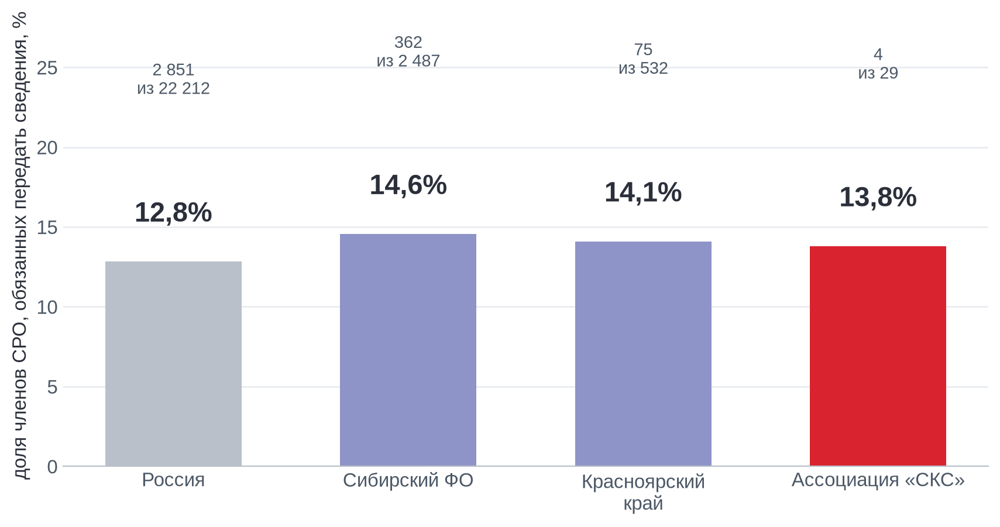 доля членов СРО, обязанных передать сведения, %
25
20
15
10
5
0
2 851
из 22 212
12,8%
Россия
362
из 2 487
14,6%
Сибирский ФО
75
из 532
14,1%
Красноярский
край
4
из 29
13,8%
Ассоциация «СКС»